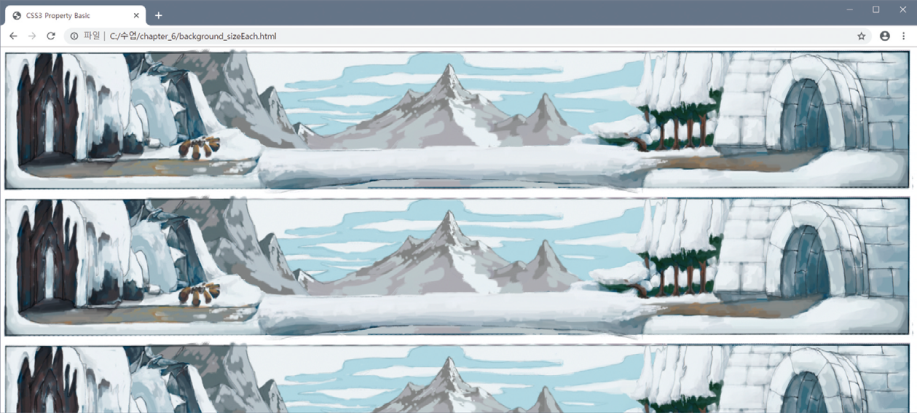 CSS3 Property Basic
파일 | C:/수업/chapter_6/background_sizeEach.html